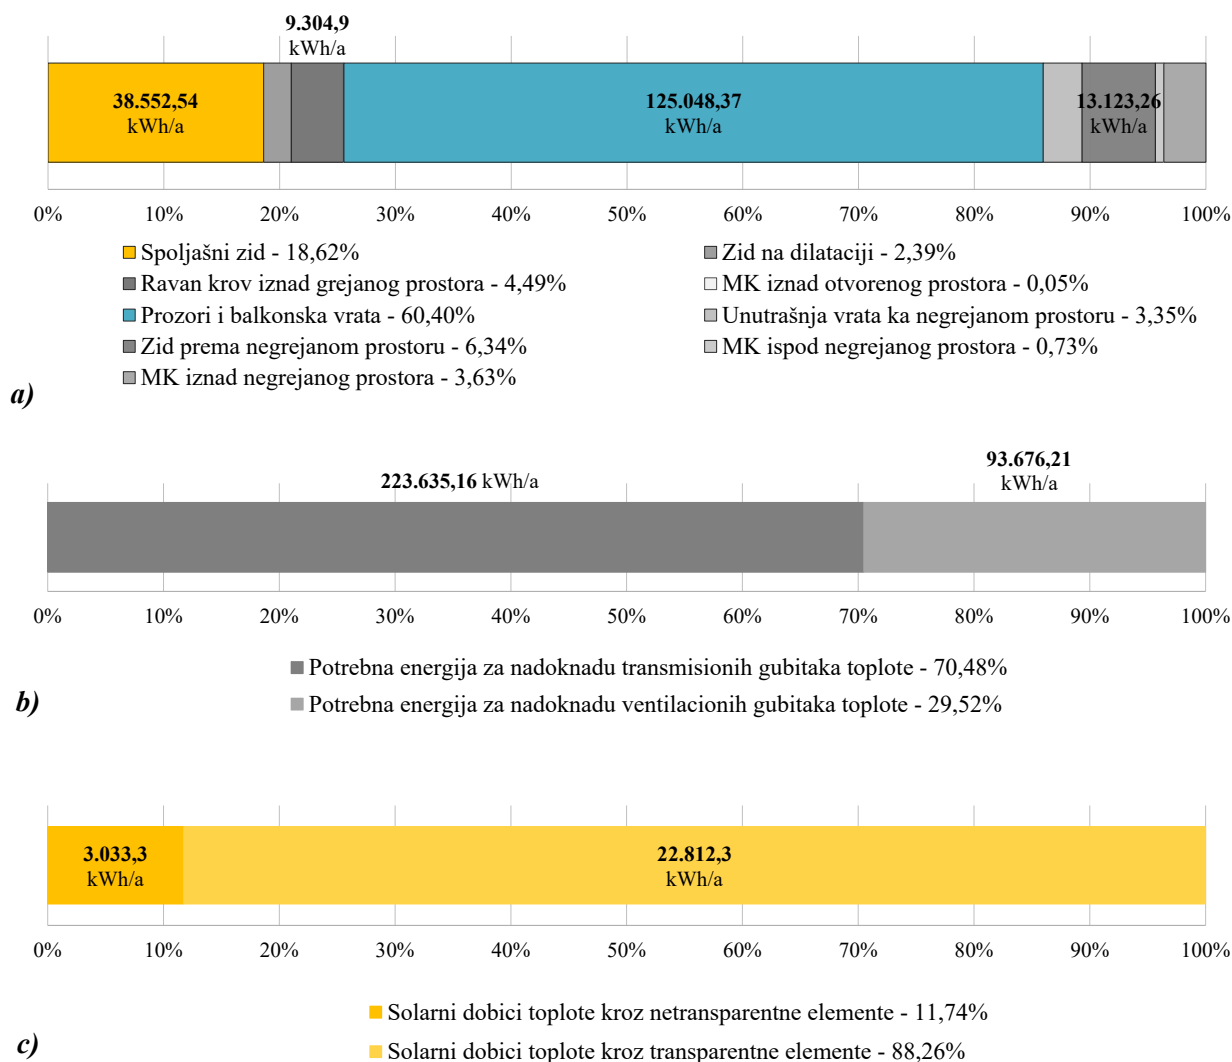 9.304,9
kWh/a
38.552,54
kWh/a
125.048,37
kWh/a
13.123,26
kWh/a
0% 10% 20% 30% 40% 50% 60% 70% 80% 90% 100%
Spoljašni zid - 18,62%
Zid na dilataciji - 2,39%
Ravan krov iznad grejanog prostora - 4,49%
MK iznad otvorenog prostora - 0,05%
Prozori i balkonska vrata - 60,40%
Unutrašnja vrata ka negrejanom prostoru - 3,35%
Zid prema negrejanom prostoru - 6,34%
MK ispod negrejanog prostora - 0,73%
MK iznad negrejanog prostora - 3,63%
a)
223.635,16 kWh/a
93.676,21
kWh/a
0% 10% 20% 30% 40% 50% 60% 70% 80% 90% 100%
Potrebna energija za nadoknadu transmisionih gubitaka toplote - 70,48%
Potrebna energija za nadoknadu ventilacionih gubitaka toplote - 29,52%
b)
3.033,3
kWh/a
22.812,3
kWh/a
0% 10% 20% 30% 40% 50% 60% 70% 80% 90% 100%
Solarni dobici toplote kroz netransparentne elemente - 11,74%
Solarni dobici toplote kroz transparentne elemente - 88,26%
c)